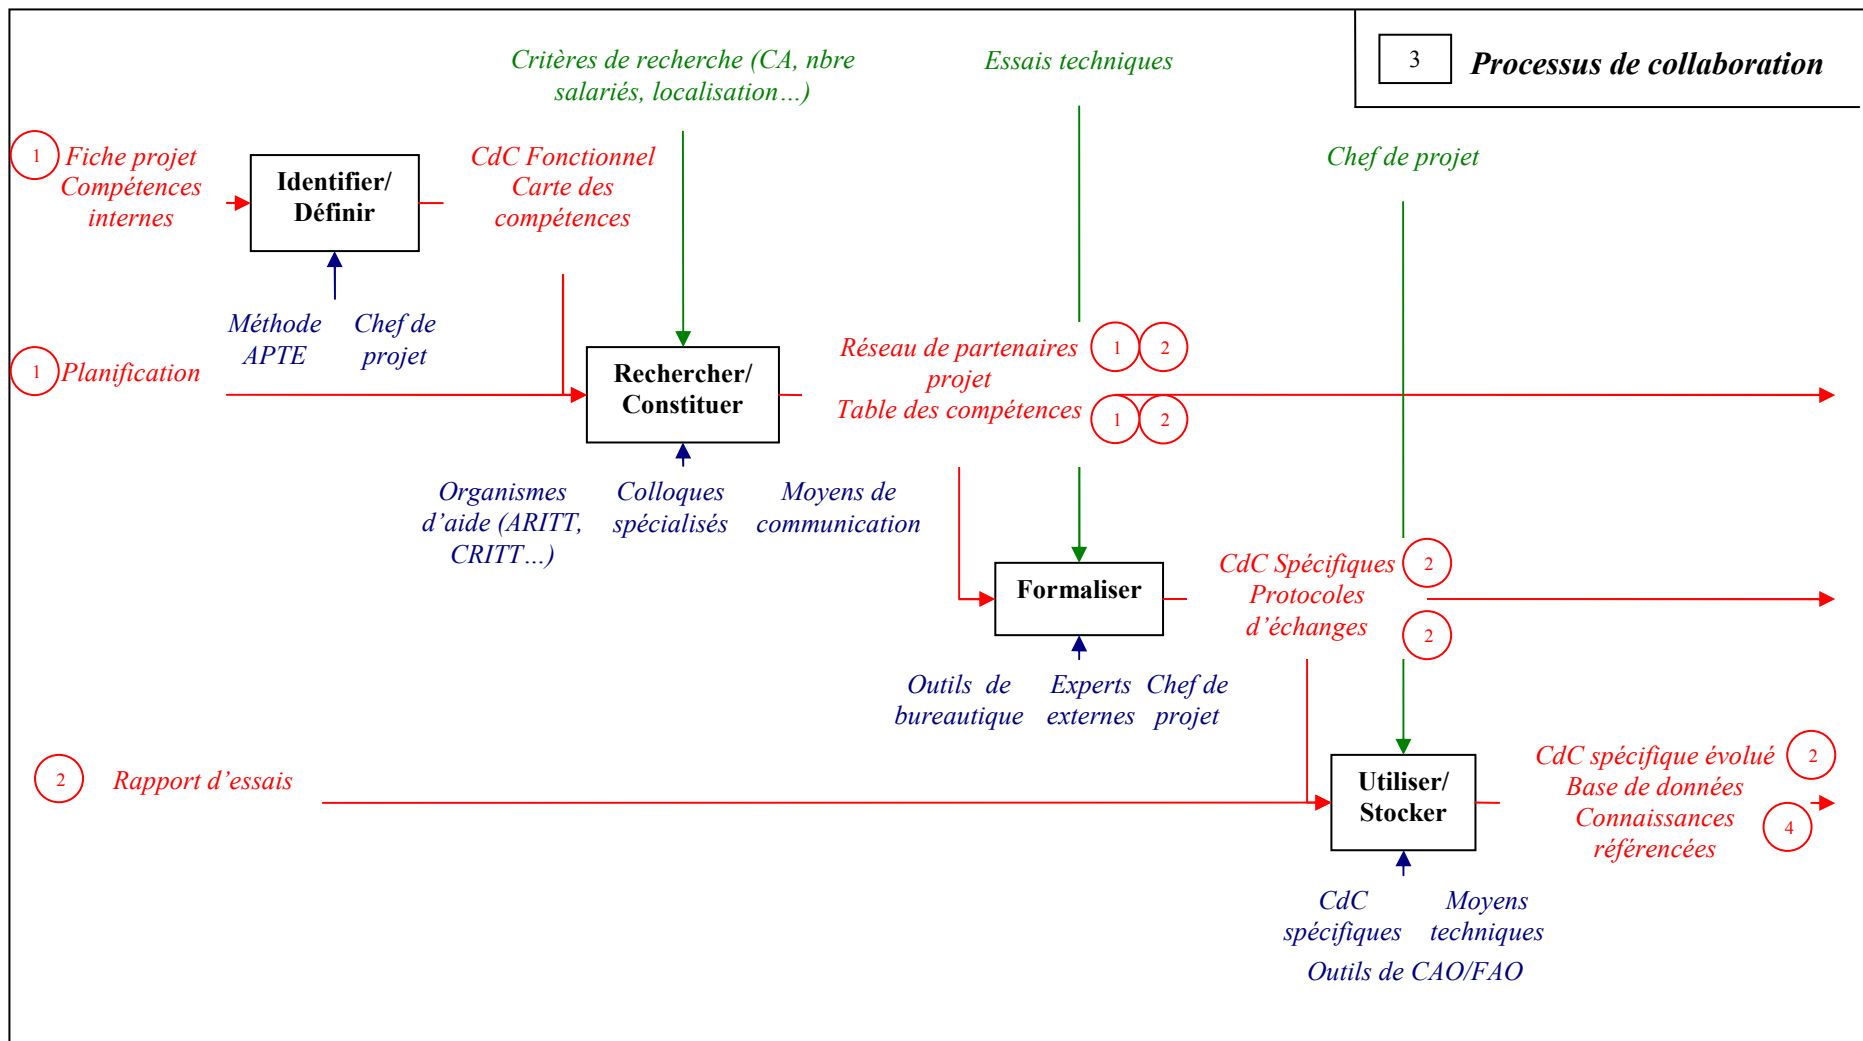 3
Processus de collaboration
Critères de recherche (CA, nbre
salariés, localisation…)
Essais techniques
Chef de projet
1
Fiche projet
Compétences
internes
Identifier/
Définir
CdC Fonctionnel
Carte des
compétences
Méthode
APTE
Chef de
projet
1
Planification
Rechercher/
Constituer
Réseau de partenaires
projet
Table des compétences
1
2
1
2
Organismes
d’aide (ARITT,
CRITT…)
Colloques
spécialisés
Moyens de
communication
Formaliser
CdC Spécifiques
Protocoles
d’échanges
2
2
Outils de
bureautique
Experts
externes
Chef de
projet
2
Rapport d’essais
Utiliser/
Stocker
CdC spécifique évolué
Base de données
Connaissances
référencées
2
4
CdC
spécifiques
Moyens
techniques
Outils de CAO/FAO